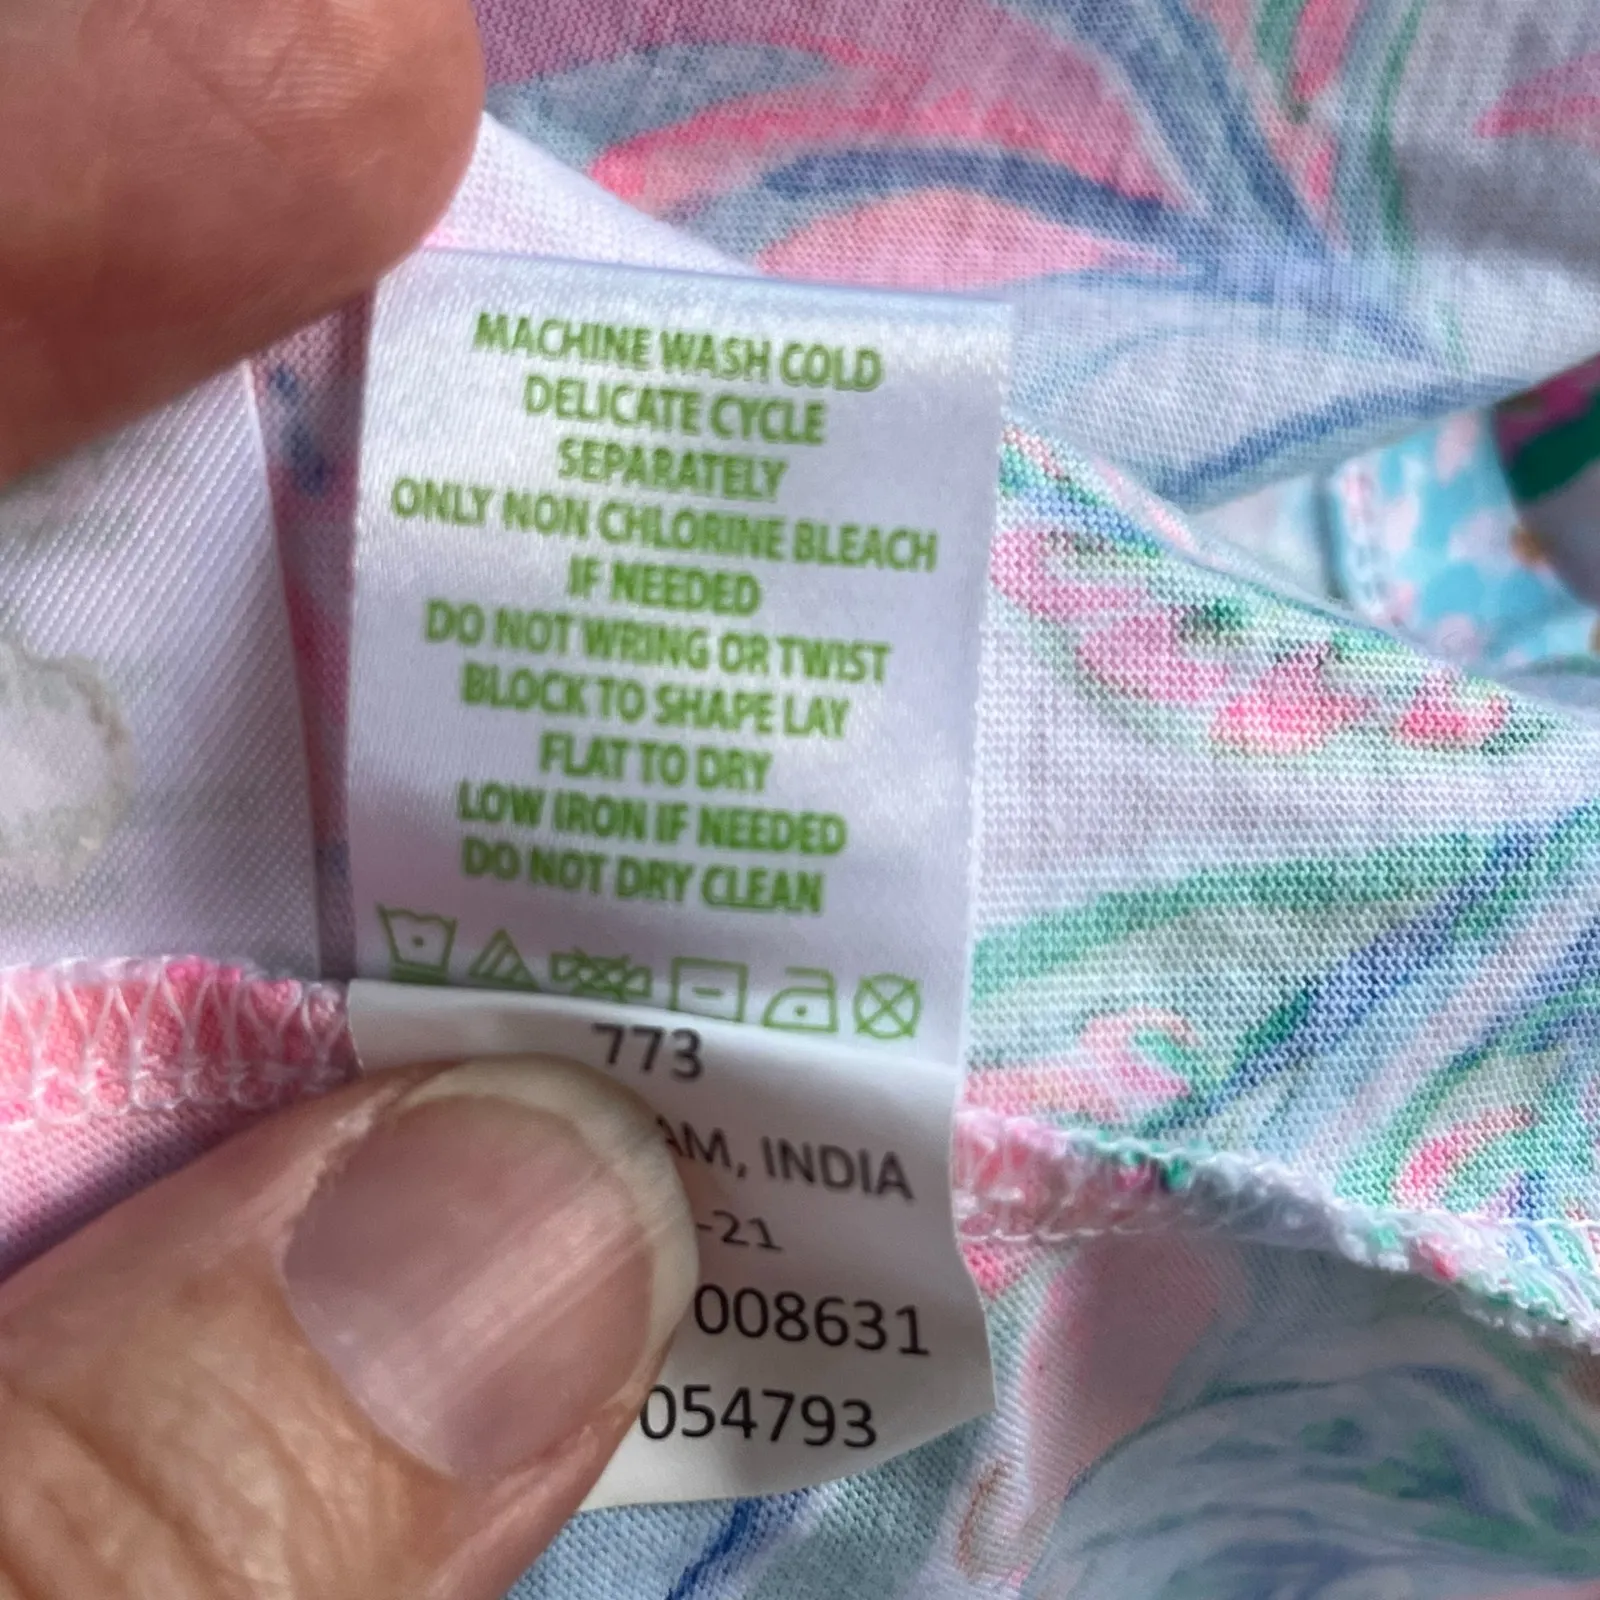 MACHINE WASH COLD
DELICATE CYCLE
SEPARATELY
ONLY NON CHLORINE BLEACH
IF NEEDED
DO NOT WRING OR TWIST
BLOCK TO SHAPE LAY
FLAT TO DRY
LOW IRON IF NEEDED
DO NOT DRY CLEAN
773
AM, INDIA
-21
008631
054793